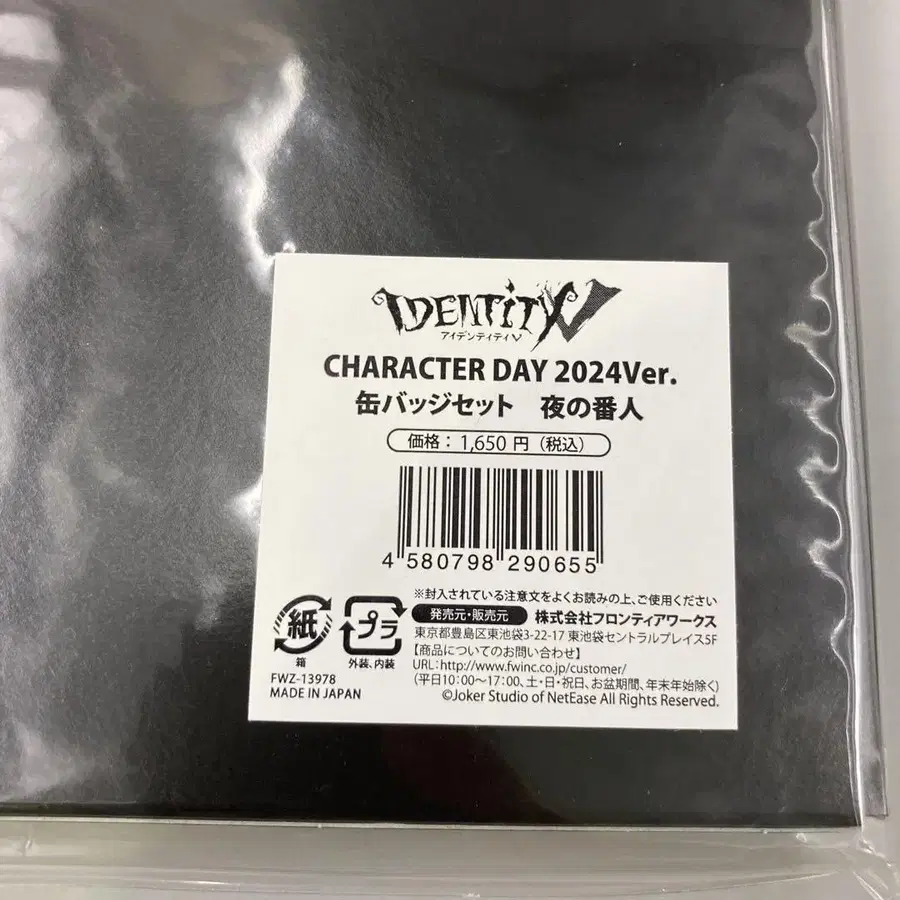 IDENTITY V
アイデンティティV
CHARACTER DAY 2024Ver.
缶バッジセット 夜の番人
価格：1,650円（税込）
4 580798 290655
※封入されている注意文をよくお読みの上、ご使用ください
発売元・販売元 株式会社フロンティアワークス
東京都豊島区東池袋3-22-17 東池袋セントラルプレイス5F
【商品についてのお問い合わせ】
URL:http://www.fwinc.co.jp/customer/
(平日10:00～17:00、土・日・祝日、お盆期間、年末年始除く)
©Joker Studio of NetEase All Rights Reserved.
紙
箱
プラ
外装、内装
FWZ-13978
MADE IN JAPAN